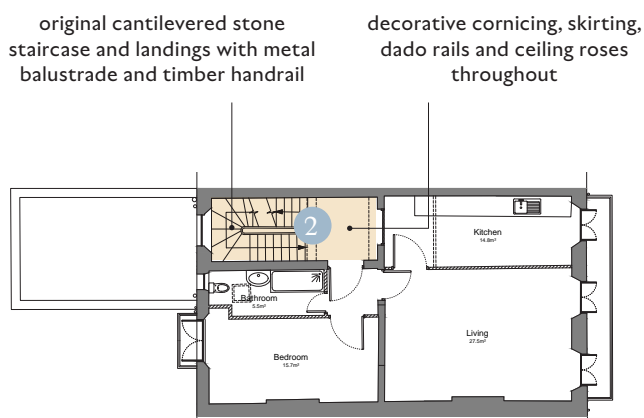 original cantilevered stone
staircase and landings with metal
balustrade and timber handrail
decorative cornicing, skirting,
dado rails and ceiling roses
throughout
2
Kitchen
14.8m²
Bathroom
5.5m²
Living
27.5m²
Bedroom
15.7m²